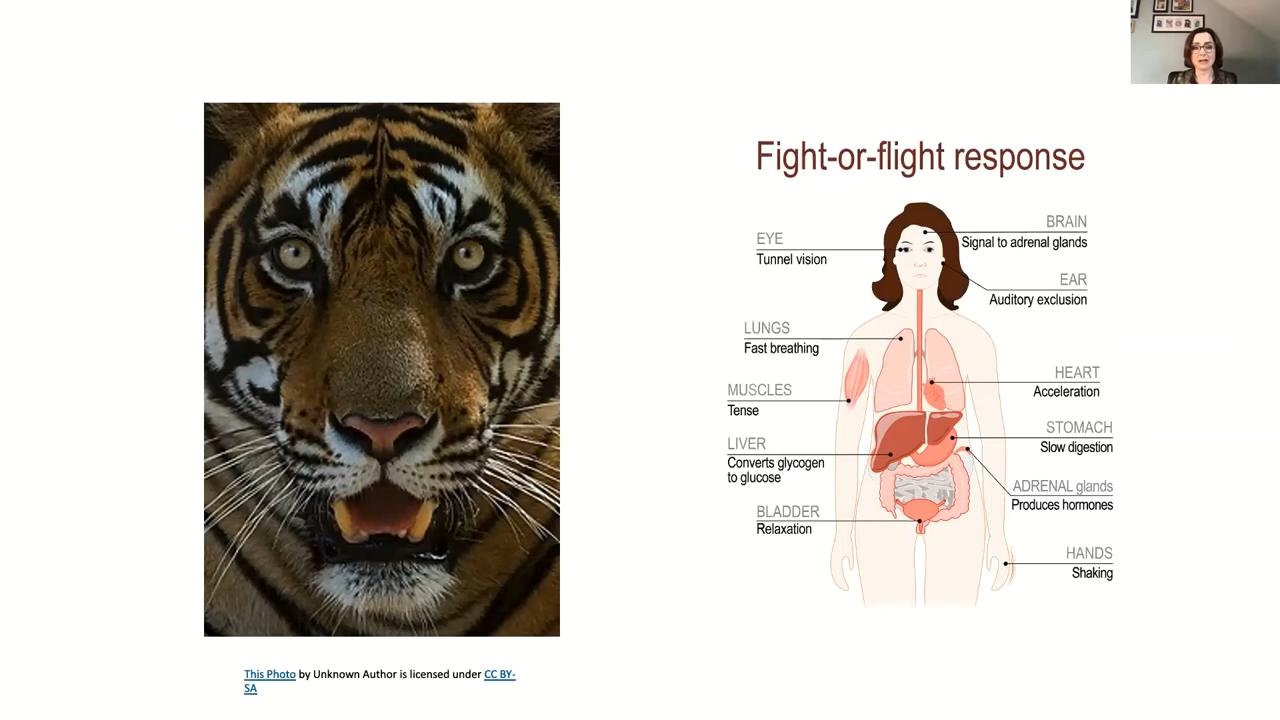 Fight-or-flight response
BRAIN
Signal to adrenal glands
EYE
Tunnel vision
EAR
Auditory exclusion
LUNGS
Fast breathing
HEART
Acceleration
MUSCLES
Tense
STOMACH
Slow digestion
LIVER
Converts glycogen
to glucose
ADRENAL glands
Produces hormones
BLADDER
Relaxation
HANDS
Shaking
This Photo by Unknown Author is licensed under CC BY-
SA